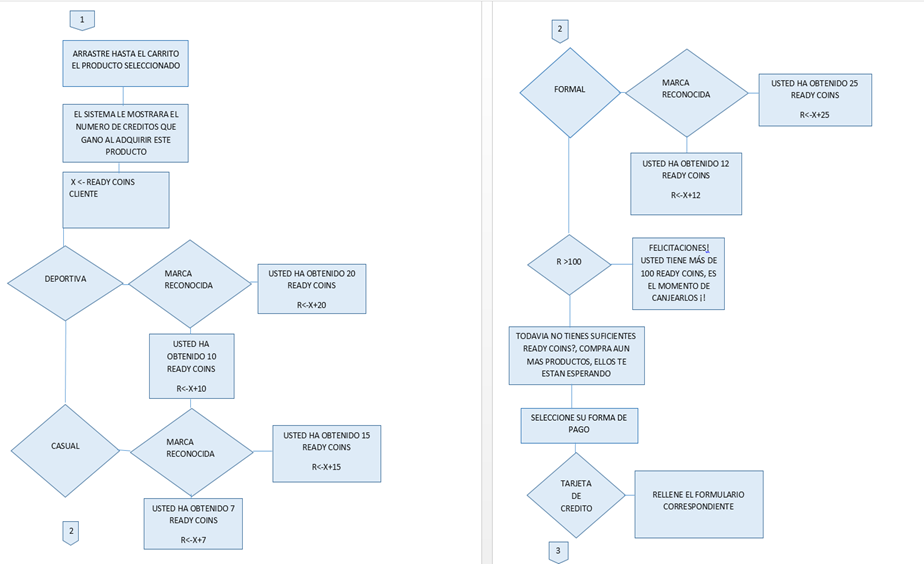 1
ARRASTRE HASTA EL CARRITO
EL PRODUCTO SELECCIONADO
EL SISTEMA LE MOSTRARA EL
NUMERO DE CREDITOS QUE
GANO AL ADQUIRIR ESTE
PRODUCTO
X <- READY COINS
CLIENTE
DEPORTIVA
MARCA
RECONOCIDA
USTED HA OBTENIDO 20
READY COINS
R<-X+20
USTED HA
OBTENIDO 10
READY COINS
R<-X+10
CASUAL
MARCA
RECONOCIDA
USTED HA OBTENIDO 15
READY COINS
R<-X+15
USTED HA OBTENIDO 7
READY COINS
R<-X+7
2
2
FORMAL
MARCA
RECONOCIDA
USTED HA OBTENIDO 25
READY COINS
R<-X+25
USTED HA OBTENIDO 12
READY COINS
R<-X+12
R >100
FELICITACIONES¡
USTED TIENE MÁS DE
100 READY COINS, ES
EL MOMENTO DE
CANJEARLOS ¡!
TODAVIA NO TIENES SUFICIENTES
READY COINS?, COMPRA AUN
MAS PRODUCTOS, ELLOS TE
ESTAN ESPERANDO
SELECCIONE SU FORMA DE
PAGO
TARJETA
DE
CREDITO
RELLENE EL FORMULARIO
CORRESPONDIENTE
3